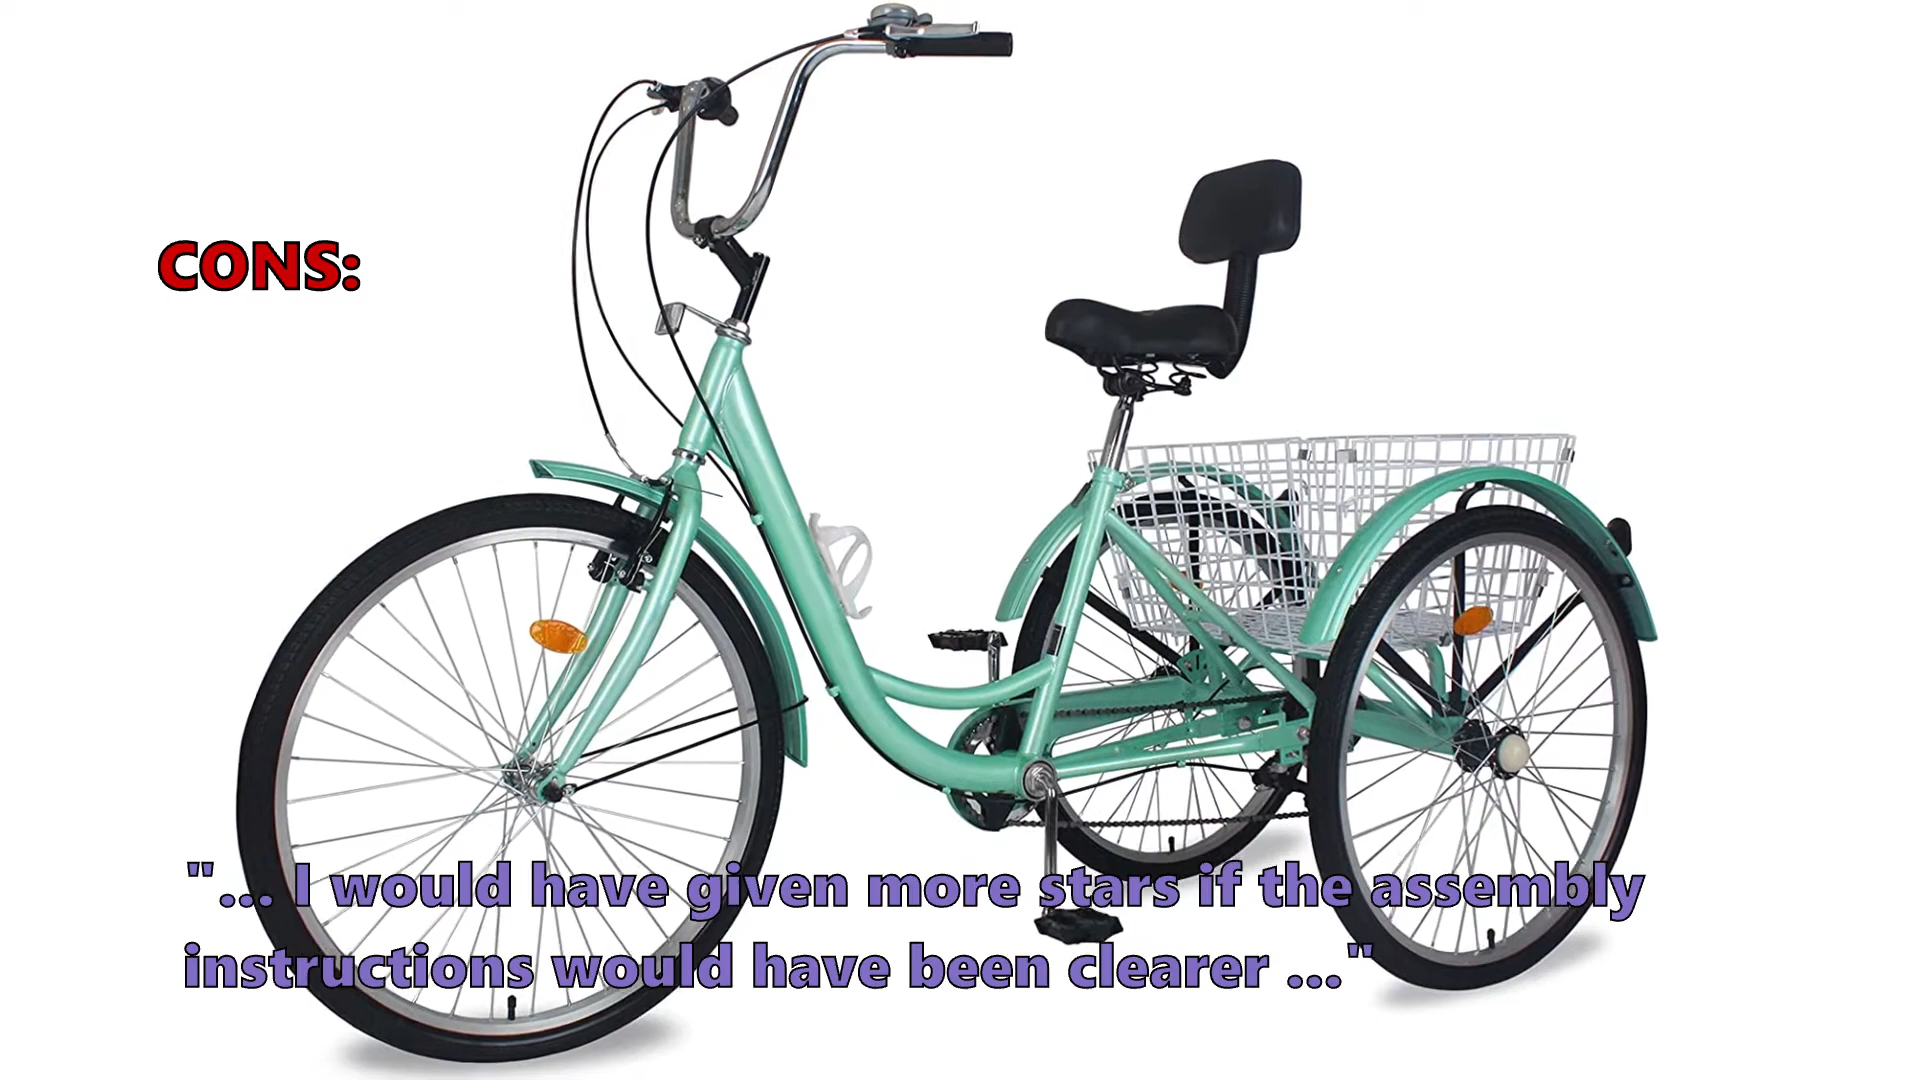 CONS:
"... I would have given more stars if the assembly
instructions would have been clearer ..."